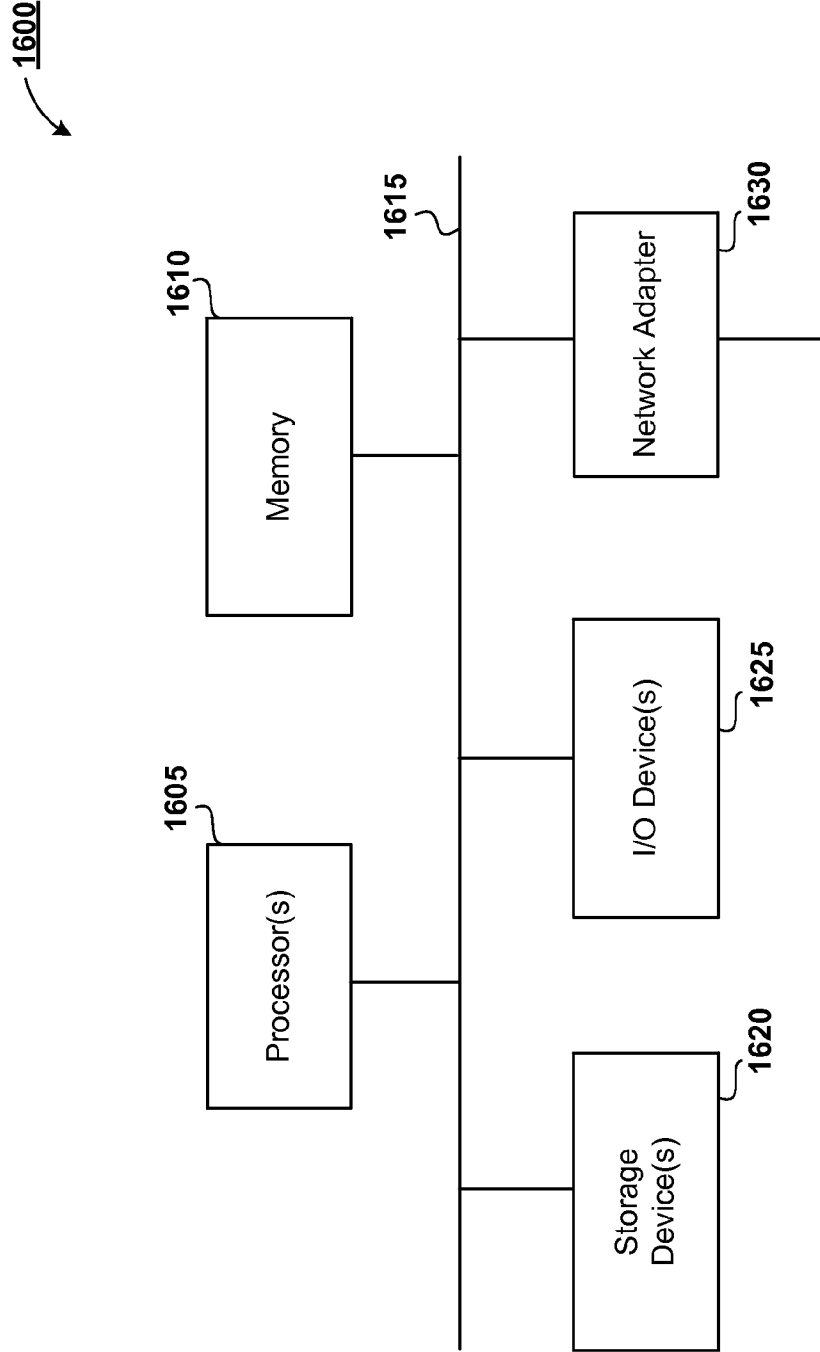 1600
1605
Processor(s)
1610
Memory
1615
Storage
Device(s)
1620
I/O Device(s)
1625
Network Adapter
1630